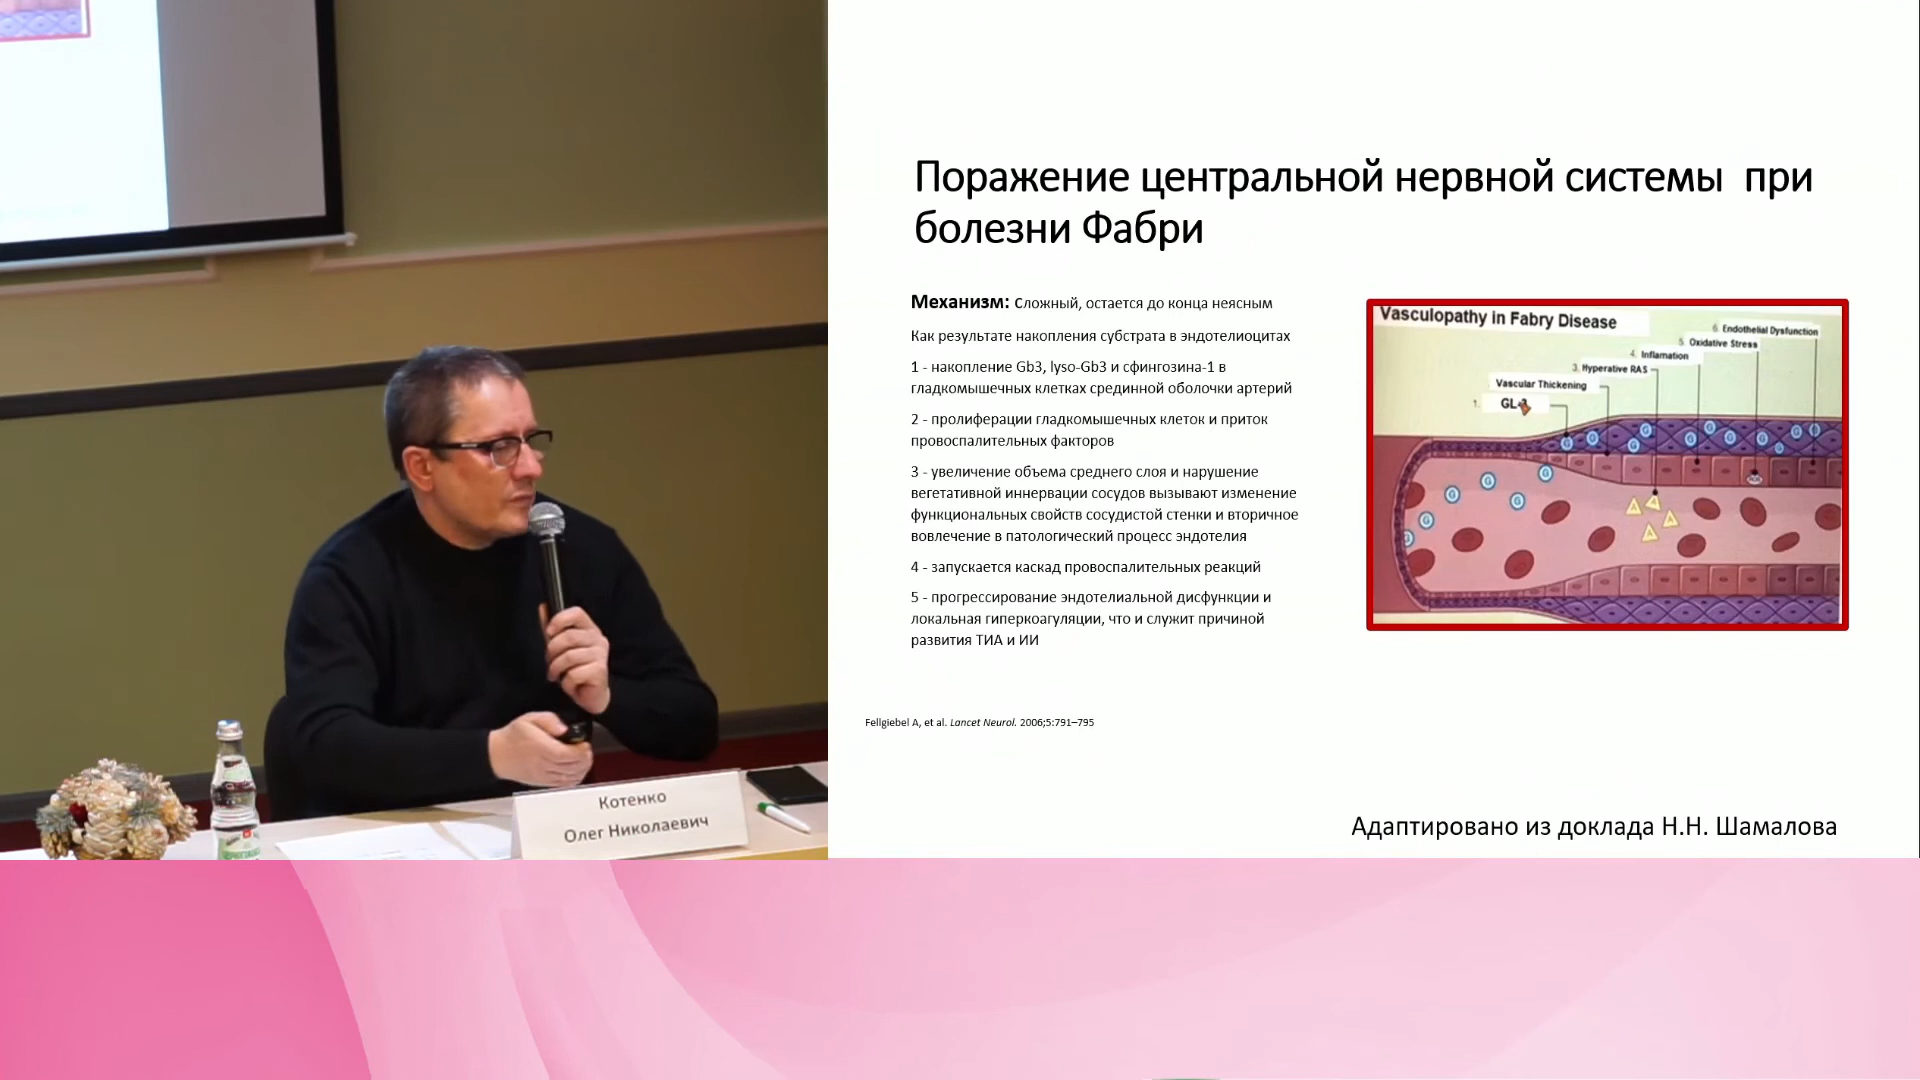 Поражение центральной нервной системы при
болезни Фабри
Механизм: Сложный, остается до конца неясным
Как результате накопления субстрата в эндотелиоцитах
1 - накопление Gb3, lyso-Gb3 и сфингозина-1 в
гладкомышечных клетках срединной оболочки артерий
2 - пролиферации гладкомышечных клеток и приток
провоспалительных факторов
3 - увеличение объема среднего слоя и нарушение
вегетативной иннервации сосудов вызывают изменение
функциональных свойств сосудистой стенки и вторичное
вовлечение в патологический процесс эндотелия
4 - запускается каскад провоспалительных реакций
5 - прогрессирование эндотелиальной дисфункции и
локальная гиперкоагуляции, что и служит причиной
развития ТИА и ИИ
Vasculopathy in Fabry Disease
6. Endothelial Dysfunction
5. Oxidative Stress
4. Inflamation
3. Hyperative RAS
Vascular Thickening
1. GL-3
Fellgiebel A, et al. Lancet Neurol. 2006;5:791–795
Адаптировано из доклада Н.Н. Шамалова
Котенко
Олег Николаевич